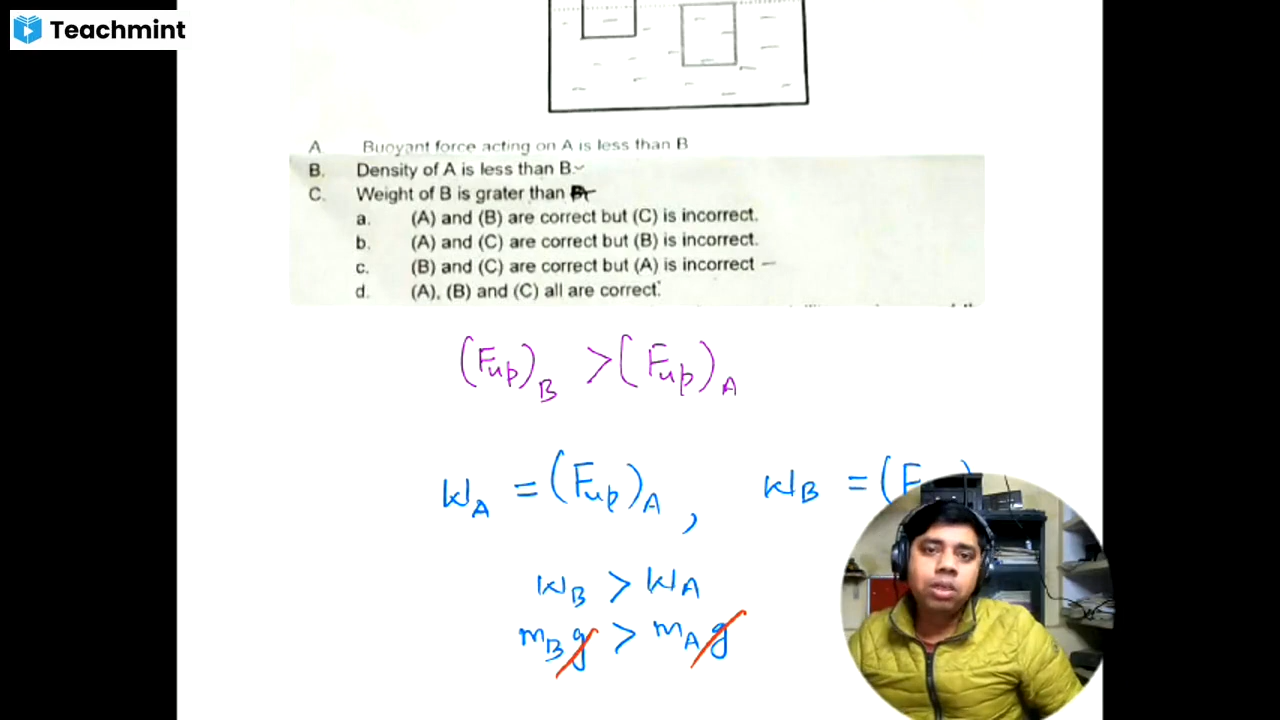 Teachmint
A. Buoyant force acting on A is less than B
B. Density of A is less than B.
C. Weight of B is grater than
a. (A) and (B) are correct but (C) is incorrect.
b. (A) and (C) are correct but (B) is incorrect.
c. (B) and (C) are correct but (A) is incorrect
d. (A), (B) and (C) all are correct.
(Fup)B > (Fup)A
WA = (Fup)A , WB = (F
WB > WA
mBg > mAg